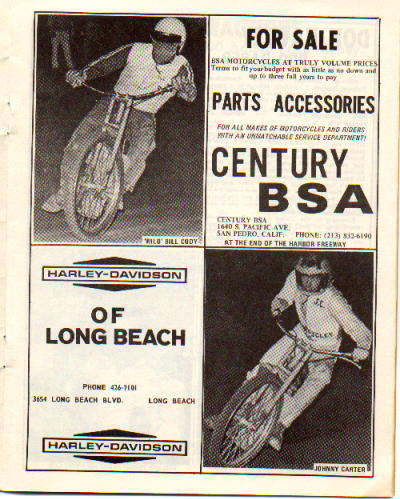 FOR SALE
BSA MOTORCYCLES AT TRULY VOLUME PRICES
Terms to fit your budget with as little as no down and
up to three full years to pay
PARTS ACCESSORIES
FOR ALL MAKES OF MOTORCYCLES AND RIDERS
WITH AN UNMATCHABLE SERVICE DEPARTMENT!
CENTURY
BSA
CENTURY BSA
1640 S. PACIFIC AVE.
SAN PEDRO, CALIF. PHONE: (213) 832-6190
AT THE END OF THE HARBOR FREEWAY
'WILD' BILL CODY
HARLEY-DAVIDSON
OF
LONG BEACH
PHONE 426-7101
3654 LONG BEACH BLVD. LONG BEACH
HARLEY-DAVIDSON
JOHNNY CARTER